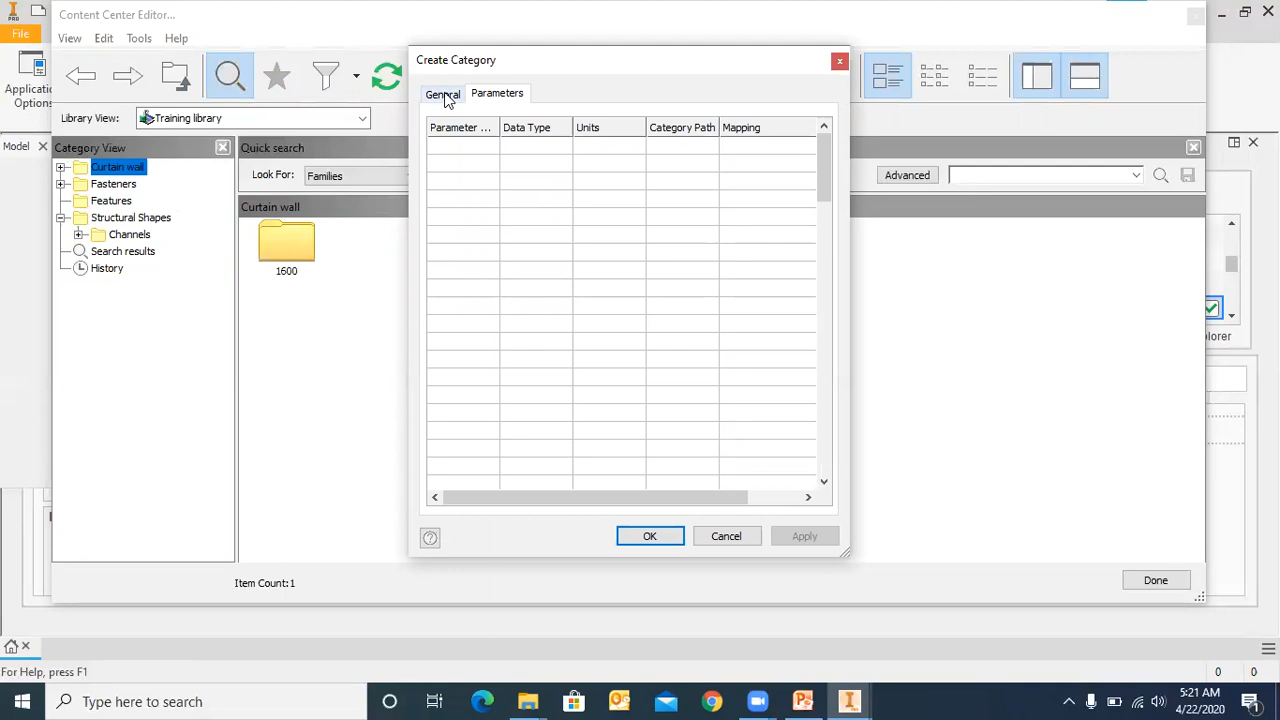 Content Center Editor...
PRO
File
View Edit Tools Help
Create Category
General Parameters
Application
Options
Library View: Training library
Parameter ... Data Type Units Category Path Mapping
Model
Category View
Quick search
Look For: Families
Advanced
Curtain wall
Fasteners
Features
Structural Shapes
Channels
Search results
History
Curtain wall
1600
plorer
OK Cancel Apply
Item Count:1
Done
For Help, press F1
0 0
Type here to search
5:21 AM
4/22/2020
1